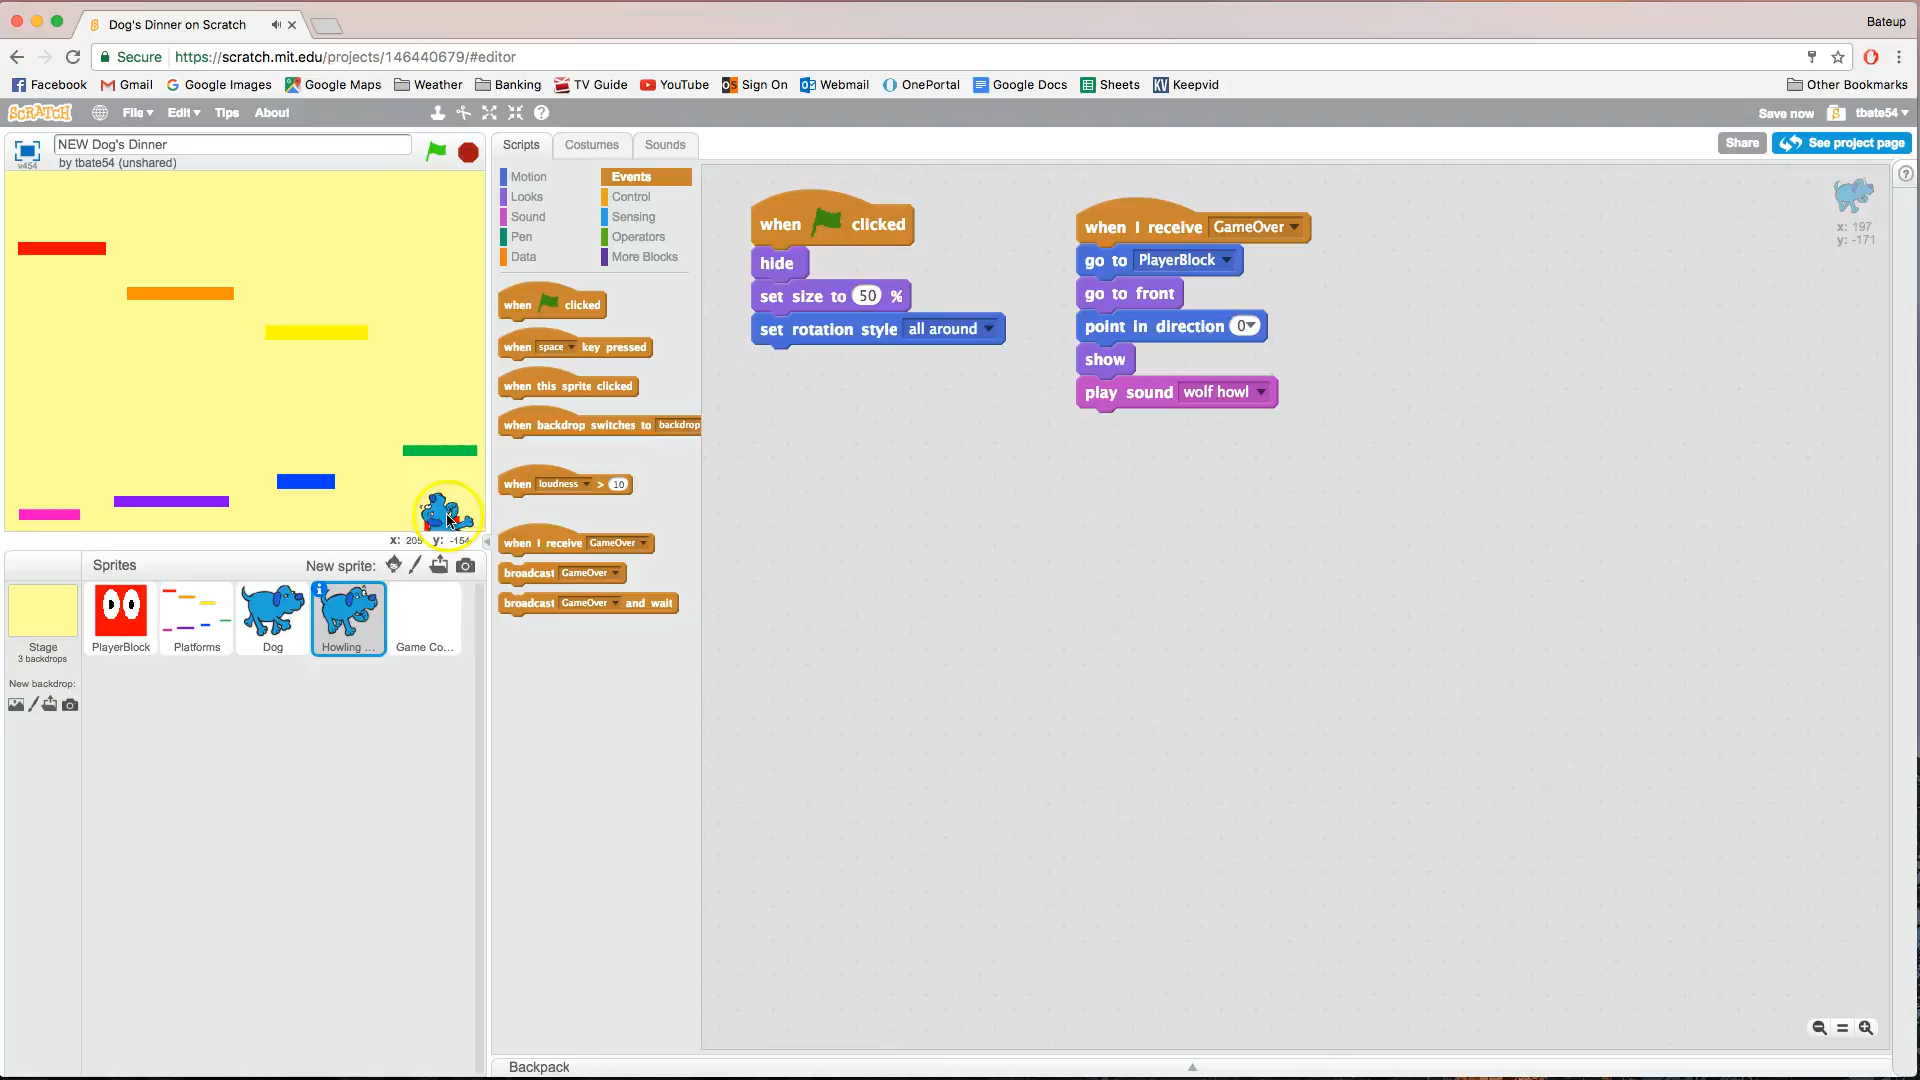 Dog's Dinner on Scratch
Bateup
Secure
https://scratch.mit.edu/projects/146440679/#editor
Facebook
Gmail
Google Images
Google Maps
Weather
Banking
TV Guide
YouTube
Sign On
Webmail
OnePortal
Google Docs
Sheets
KV Keepvid
Other Bookmarks
SCRATCH
File
Edit
Tips
About
Save now
tbate54
NEW Dog's Dinner
by tbate54 (unshared)
v454
Scripts
Costumes
Sounds
Share
See project page
Motion
Events
Looks
Control
Sound
Sensing
Pen
Operators
Data
More Blocks
when clicked
when space key pressed
when this sprite clicked
when backdrop switches to backdrop
when loudness > 10
when I receive GameOver
broadcast GameOver
broadcast GameOver and wait
when clicked
hide
set size to 50 %
set rotation style all around
when I receive GameOver
go to PlayerBlock
go to front
point in direction 0
show
play sound wolf howl
x: 197
y: -171
x: 205 y: -154
Sprites
New sprite:
Stage
3 backdrops
New backdrop:
PlayerBlock
Platforms
Dog
Howling ...
Game Co...
Backpack